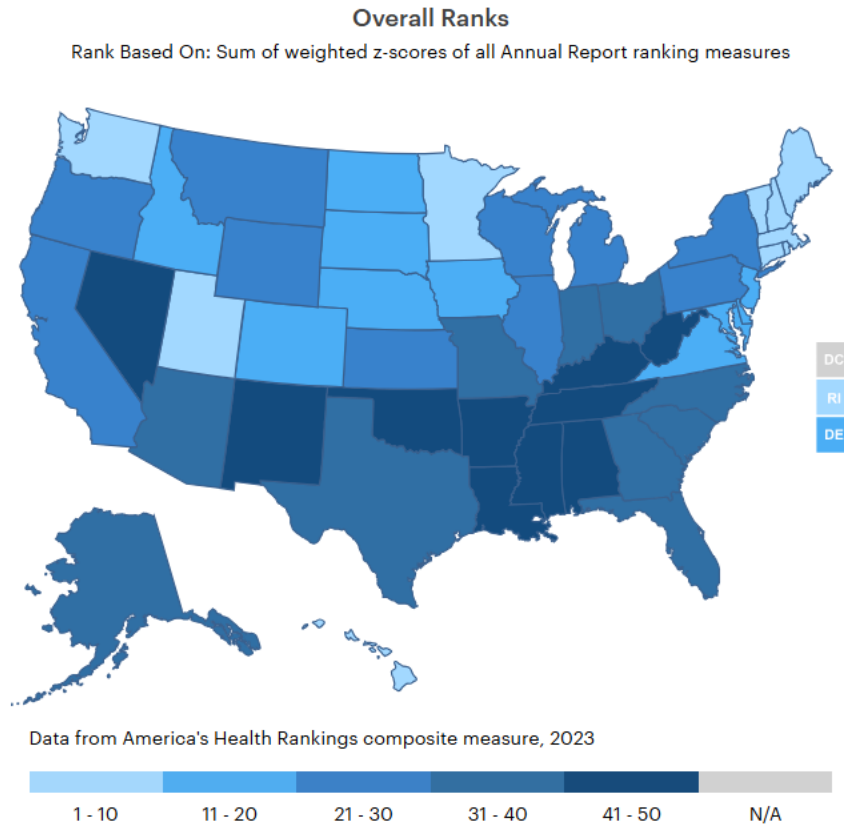 Overall Ranks
Rank Based On: Sum of weighted z-scores of all Annual Report ranking measures
DC
RI
DE
Data from America's Health Rankings composite measure, 2023
1 - 10 11 - 20 21 - 30 31 - 40 41 - 50 N/A